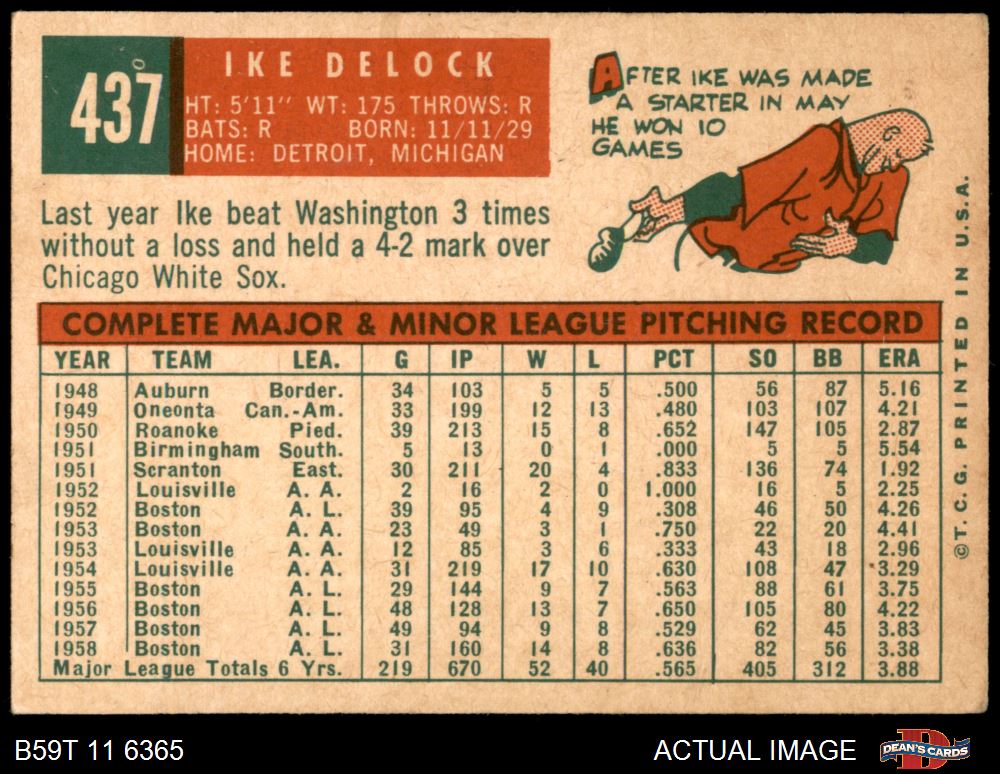 437
IKE DELOCK
HT: 5'11" WT: 175 THROWS: R
BATS: R BORN: 11/11/29
HOME: DETROIT, MICHIGAN
AFTER IKE WAS MADE
A STARTER IN MAY
HE WON 10
GAMES
Last year Ike beat Washington 3 times
without a loss and held a 4-2 mark over
Chicago White Sox.
COMPLETE MAJOR & MINOR LEAGUE PITCHING RECORD
YEAR TEAM LEA. G IP W L PCT SO BB ERA
1948 Auburn Border. 34 103 5 5 .500 56 87 5.16
1949 Oneonta Can.-Am. 33 199 12 13 .480 103 107 4.21
1950 Roanoke Pied. 39 213 15 8 .652 147 105 2.87
1951 Birmingham South. 5 13 0 1 .000 5 5 5.54
1951 Scranton East. 30 211 20 4 .833 136 74 1.92
1952 Louisville A. A. 2 16 2 0 1.000 16 5 2.25
1952 Boston A. L. 39 95 4 9 .308 46 50 4.26
1953 Boston A. A. 23 49 3 1 .750 22 20 4.41
1953 Louisville A. A. 12 85 3 6 .333 43 18 2.96
1954 Louisville A. A. 31 219 17 10 .630 108 47 3.29
1955 Boston A. L. 29 144 9 7 .563 88 61 3.75
1956 Boston A. L. 48 128 13 7 .650 105 80 4.22
1957 Boston A. L. 49 94 9 8 .529 62 45 3.83
1958 Boston A. L. 31 160 14 8 .636 82 56 3.38
Major League Totals 6 Yrs. 219 670 52 40 .565 405 312 3.88
©T. C. G. PRINTED IN U.S.A.
B59T 11 6365
ACTUAL IMAGE
DEAN'S CARDS